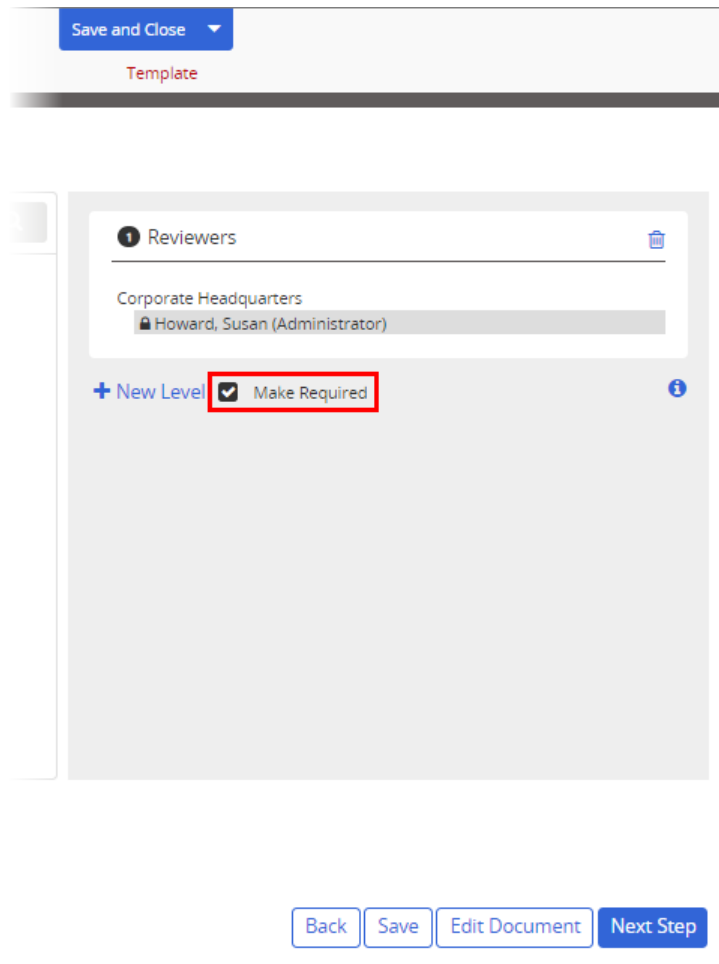 Save and Close
Template
1 Reviewers
Corporate Headquarters
Howard, Susan (Administrator)
+ New Level Make Required
Back Save Edit Document Next Step